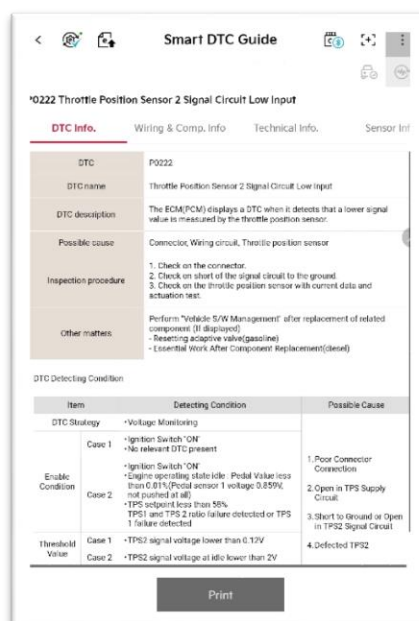 Smart DTC Guide
*0222 Throttle Position Sensor 2 Signal Circuit Low Input
DTC Info.
Wiring & Comp. Info
Technical Info.
Sensor Inf
DTC
P0222
DTC name
Throttle Position Sensor 2 Signal Circuit Low Input
DTC description
The ECM(PCM) displays a DTC when it detects that a lower signal
value is measured by the throttle position sensor.
Possible cause
Connector, Wiring circuit, Throttle position sensor
Inspection procedure
1. Check on the connector.
2. Check on short of the signal circuit to the ground.
3. Check on the throttle position sensor with current data and
actuation test.
Other matters
Perform "Vehicle S/W Management" after replacement of related
component (If displayed)
- Resetting adaptive valve(gasoline)
- Essential Work After Component Replacement(diesel)
DTC Detecting Condition
Item
Detecting Condition
Possible Cause
DTC Strategy
•Voltage Monitoring
Enable
Condition
Case 1
•Ignition Switch "ON"
•No relevant DTC present
Case 2
•Ignition Switch "ON"
•Engine operating state idle : Pedal Value less
than 0.01%(Pedal sensor 1 voltage 0.859V,
not pushed at all)
•TPS setpoint less than 58%
TPS1 and TPS 2 ratio failure detected or TPS
1 failure detected
Threshold
Value
Case 1
•TPS2 signal voltage lower than 0.12V
Case 2
•TPS2 signal voltage at idle lower than 2V
1.Poor Connector
Connection
2.Open in TPS Supply
Circuit
3.Short to Ground or Open
in TPS2 Signal Circuit
4.Defected TPS2
Print